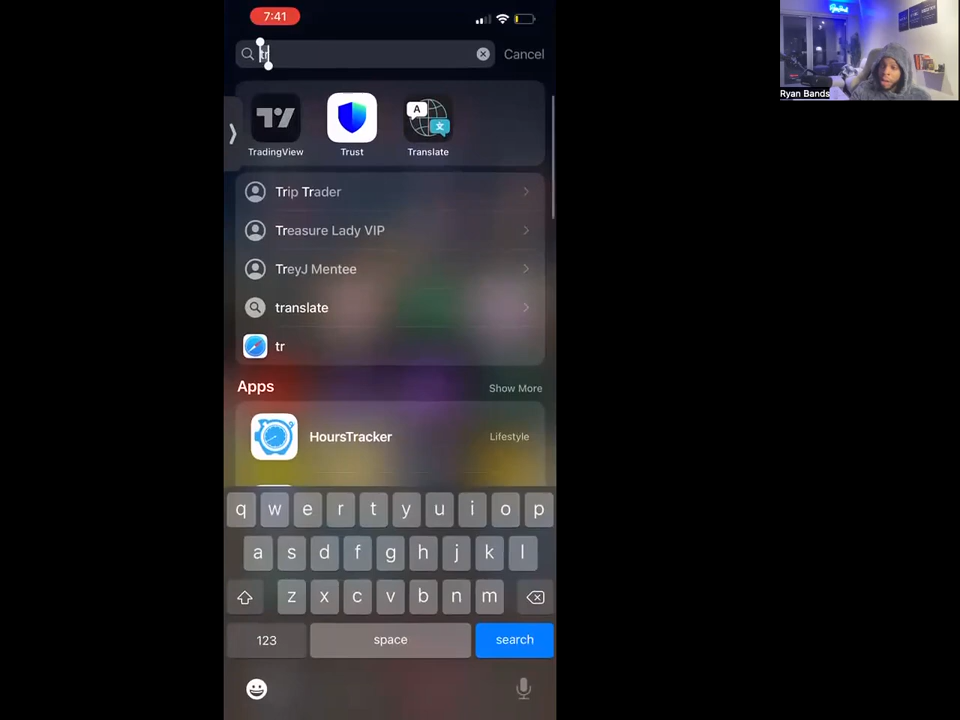 7:41
tr
Cancel
TradingView
Trust
Translate
Trip Trader
Treasure Lady VIP
TreyJ Mentee
translate
tr
Apps
Show More
HoursTracker
Lifestyle
q w e r t y u i o p
a s d f g h j k l
z x c v b n m
123
space
search
Ryan Bands